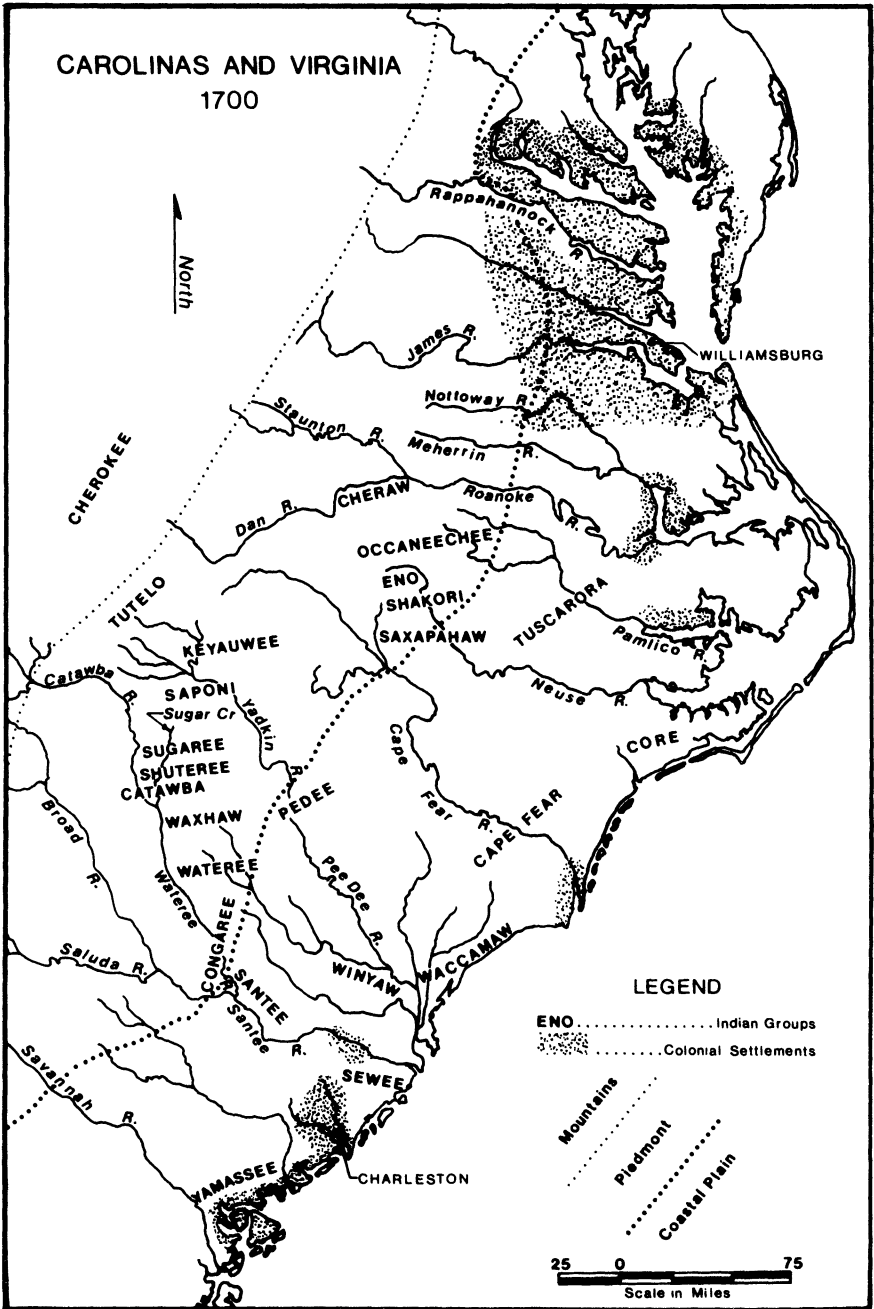 CAROLINAS AND VIRGINIA
1700
North
Rappahannock R.
James R.
WILLIAMSBURG
Nottoway R.
Staunton R.
Meherrin R.
CHEROKEE
CHERAW
Roanoke R.
Dan R.
OCCANEECHEE
ENO
TUTELO
SHAKORI
TUSCARORA
KEYAUWEE
SAXAPAHAW
Pamlico R.
Catawba R.
SAPONI
Neuse R.
Sugar Cr
Yadkin R.
SUGAREE
CORE
SHUTEREE
CATAWBA
Cape Fear R.
PEDEE
Broad R.
WAXHAW
CAPE FEAR
WATEREE
Pee Dee R.
Wateree R.
CONGAREE
WACCAMAW
Saluda R.
WINYAW
SANTEE
Santee R.
SEWEE
Savannah R.
YAMASSEE
CHARLESTON
LEGEND
ENO.............Indian Groups
.......Colonial Settlements
Mountains
Piedmont
Coastal Plain
25 0 75
Scale in Miles